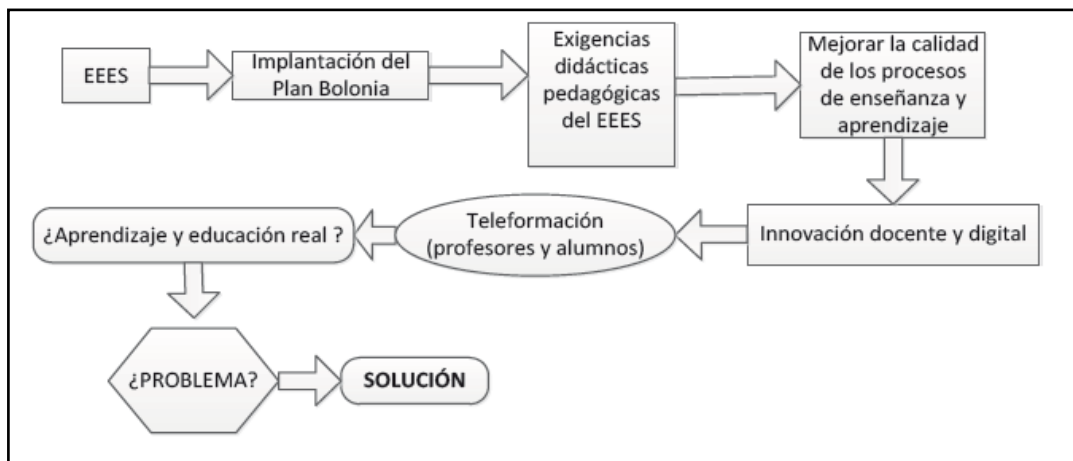 EEES
Implantación del
Plan Bolonia
Exigencias
didácticas
pedagógicas
del EEES
Mejorar la calidad
de los procesos
de enseñanza y
aprendizaje
Innovación docente y digital
Teleformación
(profesores y alumnos)
¿Aprendizaje y educación real ?
¿PROBLEMA?
SOLUCIÓN